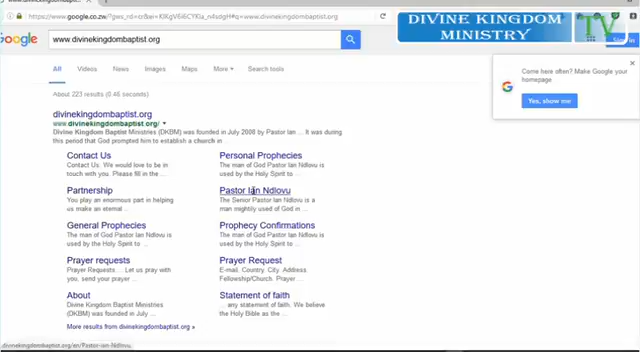 https://www.google.co.zw/?gws_rd=cr&ei=
#q=www.divinekingdombaptist.org
DIVINE KINGDOM
MINISTRY
TV
Google
www.divinekingdombaptist.org
Sign in
All Videos News Images Maps More Search tools
Come here often? Make Google your
homepage
Yes, show me
About 223 results (0.46 seconds)
divinekingdombaptist.org
www.divinekingdombaptist.org/
Divine Kingdom Baptist Ministries (DKBM) was founded in July 2008 by Pastor Ian ... It was during
this period that God prompted him to establish a church in ...
Contact Us
Contact Us. We would love to be in
touch with you. Please fill in the ...
Personal Prophecies
The man of God Pastor Ian Ndlovu is
used by the Holy Spirit to ...
Partnership
You play an enormous part in helping
us make an eternal ...
Pastor Ian Ndlovu
The Senior Pastor Ian Ndlovu is a
man mightily used of God in ...
General Prophecies
The man of God Pastor Ian Ndlovu is
used by the Holy Spirit to ...
Prophecy Confirmations
The man of God Pastor Ian Ndlovu is
used by the Holy Spirit to ...
Prayer requests
Prayer Requests ... Let us pray with
you, send your prayer ...
Prayer Request
E-mail. Country. City. Address.
Fellowship/Church. Prayer ...
About
Divine Kingdom Baptist Ministries
(DKBM) was founded in July ...
Statement of faith
... any statement of faith. We believe
the Holy Bible as the ...
More results from divinekingdombaptist.org »
divinekingdombaptist.org/en/Pastor-Ian-Ndlovu